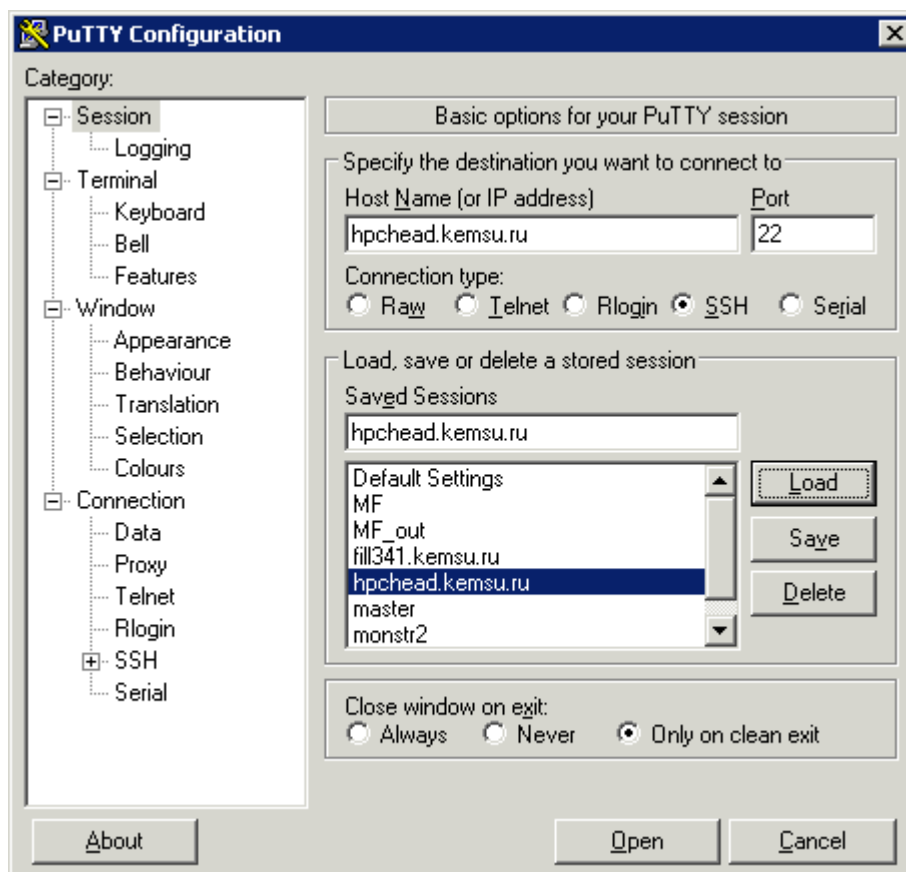 PuTTY Configuration
Category:
Session
Logging
Terminal
Keyboard
Bell
Features
Window
Appearance
Behaviour
Translation
Selection
Colours
Connection
Data
Proxy
Telnet
Rlogin
SSH
Serial
Basic options for your PuTTY session
Specify the destination you want to connect to
Host Name (or IP address) Port
hpchead.kemsu.ru 22
Connection type:
Raw Telnet Rlogin SSH Serial
Load, save or delete a stored session
Saved Sessions
hpchead.kemsu.ru
Default Settings
MF
MF_out
fill341.kemsu.ru
hpchead.kemsu.ru
master
monstr2
Load
Save
Delete
Close window on exit:
Always Never Only on clean exit
About Open Cancel